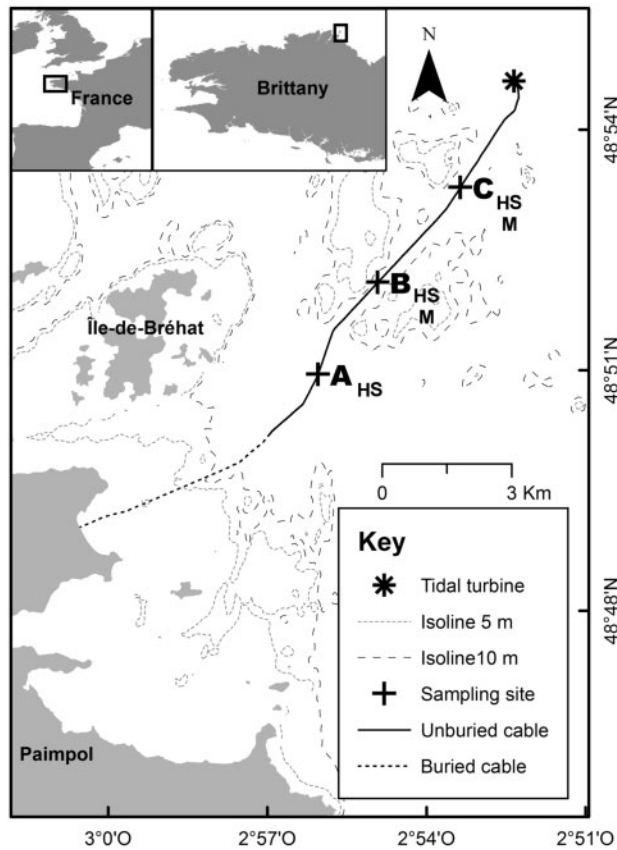 France
Brittany
N
48°54'N
C HS
M
B HS
M
Île-de-Bréhat
48°51'N
A HS
0 3 Km
Key
Tidal turbine
Isoline 5 m
Isoline10 m
Sampling site
Unburied cable
Buried cable
48°48'N
Paimpol
3°0'O 2°57'O 2°54'O 2°51'O